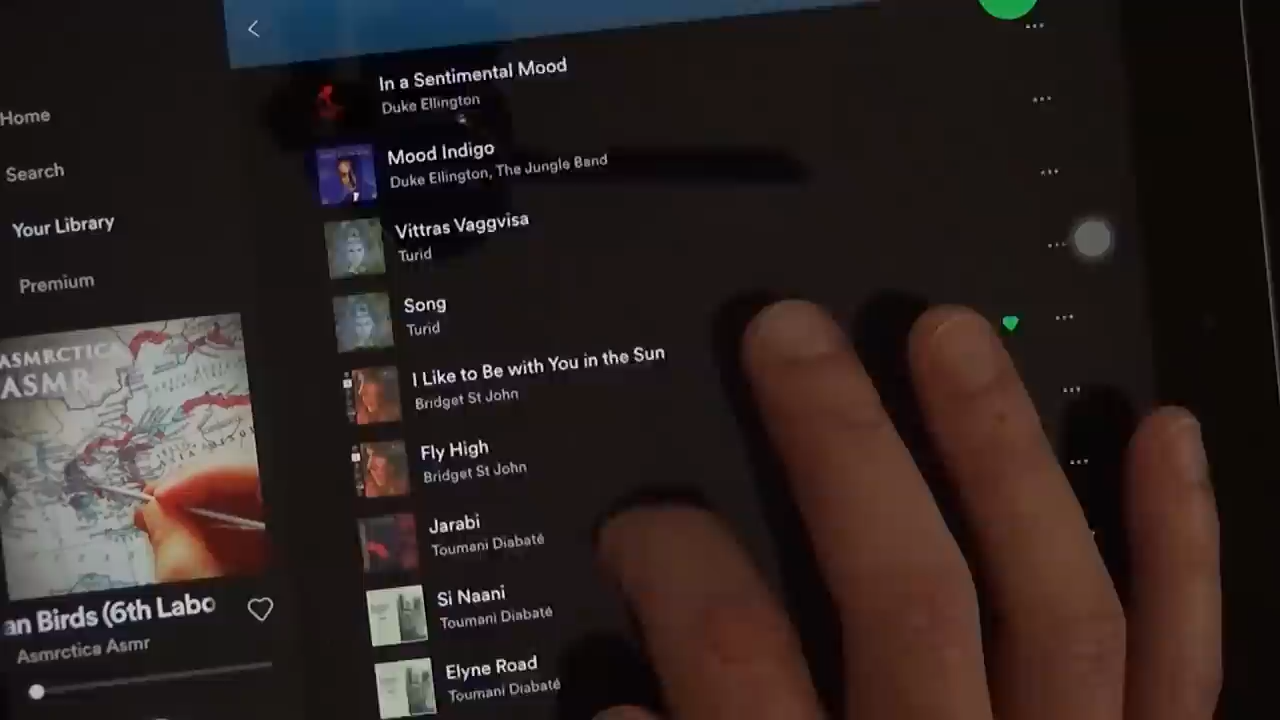 Home
Search
Your Library
Premium
ASMRCTICA
ASMR
an Birds (6th Labo
Asmrctica Asmr
In a Sentimental Mood
Duke Ellington
Mood Indigo
Duke Ellington, The Jungle Band
Vittras Vaggvisa
Turid
Song
Turid
I Like to Be with You in the Sun
Bridget St John
Fly High
Bridget St John
Jarabi
Toumani Diabaté
Si Naani
Toumani Diabaté
Elyne Road
Toumani Diabaté